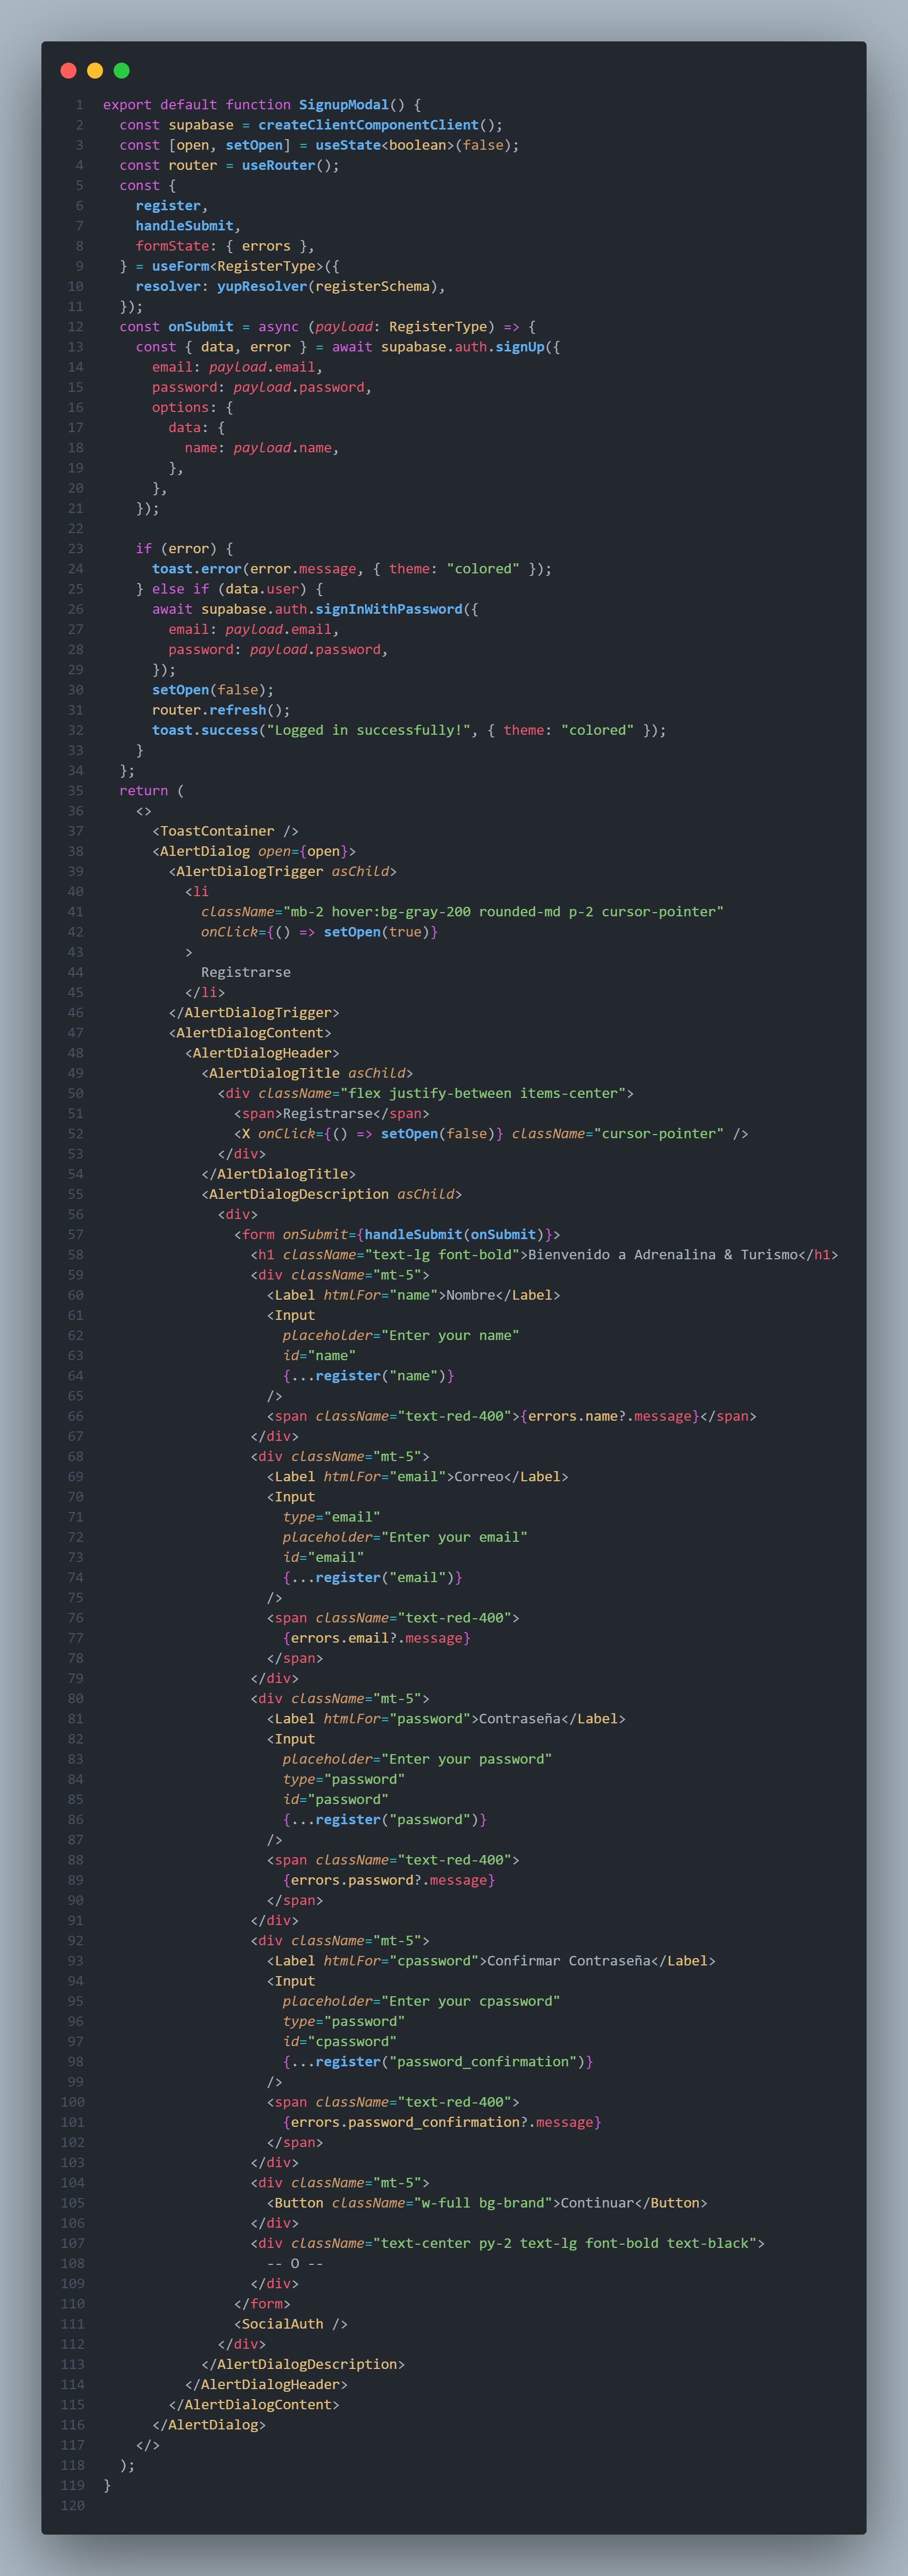 1 export default function SignupModal() {
2 const supabase = createClientComponentClient();
3 const [open, setOpen] = useState<boolean>(false);
4 const router = useRouter();
5 const {
6 register,
7 handleSubmit,
8 formState: { errors },
9 } = useForm<RegisterType>({
10 resolver: yupResolver(registerSchema),
11 });
12 const onSubmit = async (payload: RegisterType) => {
13 const { data, error } = await supabase.auth.signUp({
14 email: payload.email,
15 password: payload.password,
16 options: {
17 data: {
18 name: payload.name,
19 },
20 },
21 });
22
23 if (error) {
24 toast.error(error.message, { theme: "colored" });
25 } else if (data.user) {
26 await supabase.auth.signInWithPassword({
27 email: payload.email,
28 password: payload.password,
29 });
30 setOpen(false);
31 router.refresh();
32 toast.success("Logged in successfully!", { theme: "colored" });
33 }
34 };
35 return (
36 <>
37 <ToastContainer />
38 <AlertDialog open={open}>
39 <AlertDialogTrigger asChild>
40 <li
41 className="mb-2 hover:bg-gray-200 rounded-md p-2 cursor-pointer"
42 onClick={() => setOpen(true)}
43 >
44 Registrarse
45 </li>
46 </AlertDialogTrigger>
47 <AlertDialogContent>
48 <AlertDialogHeader>
49 <AlertDialogTitle asChild>
50 <div className="flex justify-between items-center">
51 <span>Registrarse</span>
52 <X onClick={() => setOpen(false)} className="cursor-pointer" />
53 </div>
54 </AlertDialogTitle>
55 <AlertDialogDescription asChild>
56 <div>
57 <form onSubmit={handleSubmit(onSubmit)}>
58 <h1 className="text-lg font-bold">Bienvenido a Adrenalina & Turismo</h1>
59 <div className="mt-5">
60 <Label htmlFor="name">Nombre</Label>
61 <Input
62 placeholder="Enter your name"
63 id="name"
64 {...register("name")}
65 />
66 <span className="text-red-400">{errors.name?.message}</span>
67 </div>
68 <div className="mt-5">
69 <Label htmlFor="email">Correo</Label>
70 <Input
71 type="email"
72 placeholder="Enter your email"
73 id="email"
74 {...register("email")}
75 />
76 <span className="text-red-400">
77 {errors.email?.message}
78 </span>
79 </div>
80 <div className="mt-5">
81 <Label htmlFor="password">Contraseña</Label>
82 <Input
83 placeholder="Enter your password"
84 type="password"
85 id="password"
86 {...register("password")}
87 />
88 <span className="text-red-400">
89 {errors.password?.message}
90 </span>
91 </div>
92 <div className="mt-5">
93 <Label htmlFor="cpassword">Confirmar Contraseña</Label>
94 <Input
95 placeholder="Enter your cpassword"
96 type="password"
97 id="cpassword"
98 {...register("password_confirmation")}
99 />
100 <span className="text-red-400">
101 {errors.password_confirmation?.message}
102 </span>
103 </div>
104 <div className="mt-5">
105 <Button className="w-full bg-brand">Continuar</Button>
106 </div>
107 <div className="text-center py-2 text-lg font-bold text-black">
108 -- O --
109 </div>
110 </form>
111 <SocialAuth />
112 </div>
113 </AlertDialogDescription>
114 </AlertDialogHeader>
115 </AlertDialogContent>
116 </AlertDialog>
117 </>
118 );
119 }
120